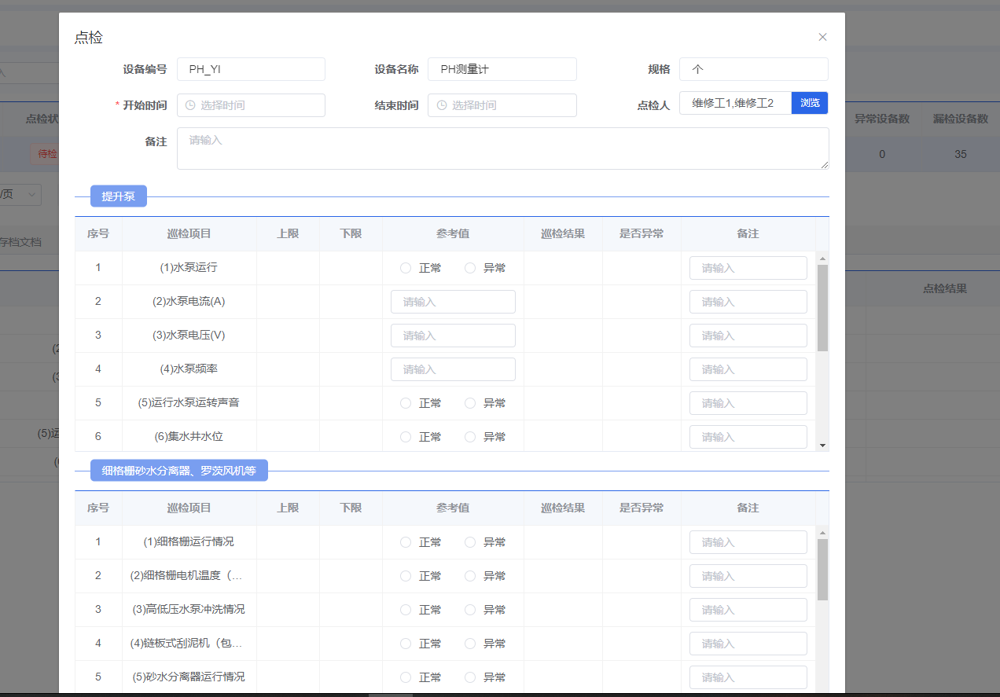 点检
设备编号 PH_YI 设备名称 PH测量计 规格 个
* 开始时间 选择时间 结束时间 选择时间 点检人 维修工1,维修工2 浏览
备注 请输入
点检状 异常设备数 漏检设备数
待检 0 35
/页
存档文档
点检结果
(2
(3
(5)运
提升泵
序号 巡检项目 上限 下限 参考值 巡检结果 是否异常 备注
1 (1)水泵运行 正常 异常 请输入
2 (2)水泵电流(A) 请输入 请输入
3 (3)水泵电压(V) 请输入 请输入
4 (4)水泵频率 请输入 请输入
5 (5)运行水泵运转声音 正常 异常 请输入
6 (6)集水井水位 正常 异常 请输入
细格栅砂水分离器、罗茨风机等
序号 巡检项目 上限 下限 参考值 巡检结果 是否异常 备注
1 (1)细格栅运行情况 正常 异常 请输入
2 (2)细格栅电机温度（... 正常 异常 请输入
3 (3)高低压水泵冲洗情况 正常 异常 请输入
4 (4)链板式刮泥机（包... 正常 异常 请输入
5 (5)砂水分离器运行情况 正常 异常 请输入